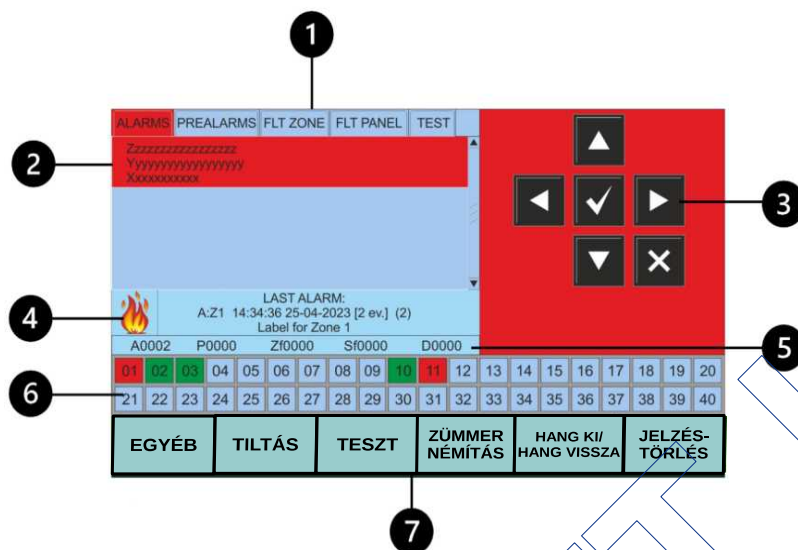 1
ALARMS PREALARMS FLT ZONE FLT PANEL TEST
2
Zzzzzzzzzzzzzzzzz
Yyyyyyyyyyyyyyyyy
Xxxxxxxxxxx
3
4
LAST ALARM:
A:Z1 14:34:36 25-04-2023 [2 ev.] (2)
Label for Zone 1
A0002 P0000 Zf0000 Sf0000 D0000
5
01 02 03 04 05 06 07 08 09 10 11 12 13 14 15 16 17 18 19 20
6
21 22 23 24 25 26 27 28 29 30 31 32 33 34 35 36 37 38 39 40
EGYÉB TILTÁS TESZT ZÜMMER NÉMÍTÁS HANG KI/ HANG VISSZA JELZÉS- TÖRLÉS
7